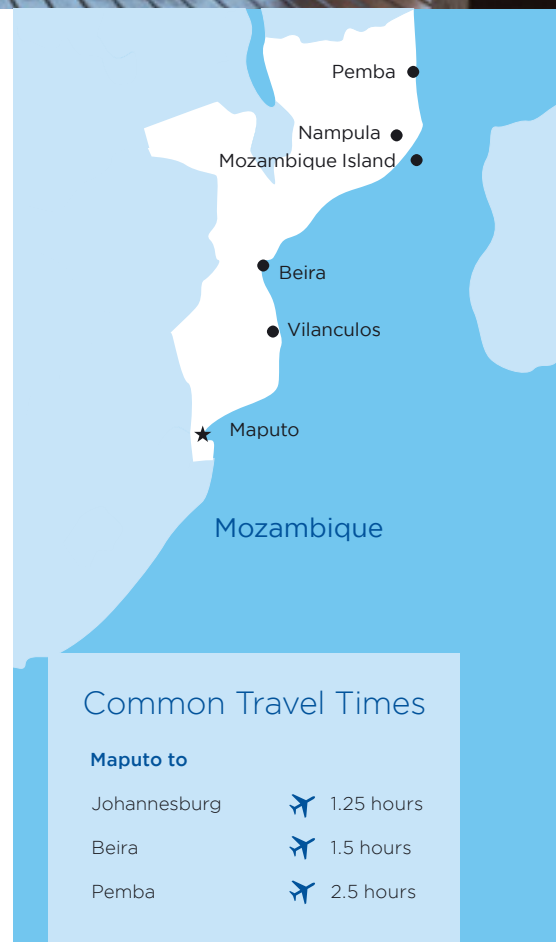 Pemba
Nampula
Mozambique Island
Beira
Vilanculos
Maputo
Mozambique
Common Travel Times
Maputo to
Johannesburg 1.25 hours
Beira 1.5 hours
Pemba 2.5 hours